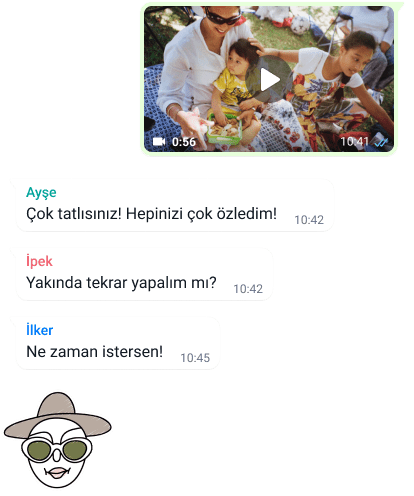 0:56 10:41
Ayşe
Çok tatlısınız! Hepinizi çok özledim! 10:42
İpek
Yakında tekrar yapalım mı? 10:42
İlker
Ne zaman istersen! 10:45